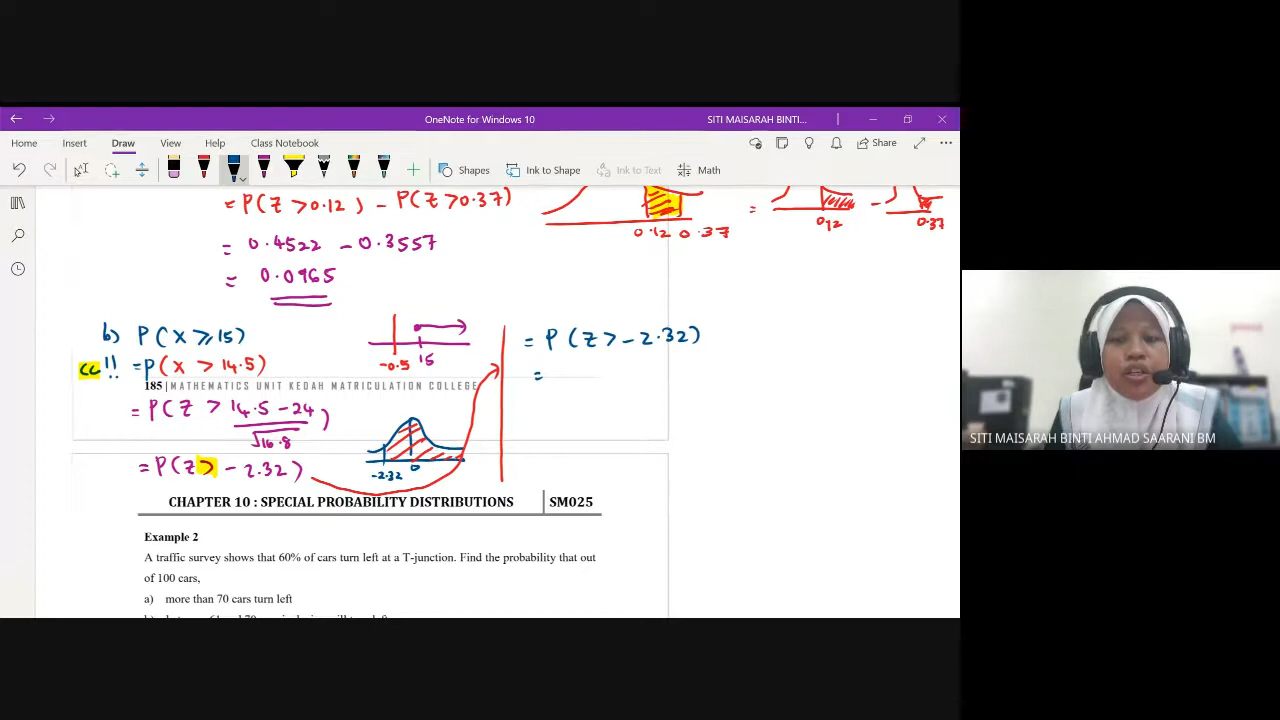 OneNote for Windows 10
SITI MAISARAH BINTI...
Home Insert Draw View Help Class Notebook
Share
Shapes Ink to Shape Ink to Text Math
= P(Z > 0.12) - P(Z > 0.37)
0.12 0.37 = 0.12 - 0.37
= 0.4522 - 0.3557
= 0.0965
b) P(X ≥ 15)
-0.5 15
cc!! = P(X > 14.5)
185 | MATHEMATICS UNIT KEDAH MATRICULATION COLLEGE
= P(Z > 14.5 - 24 / √16.8)
= P(Z > -2.32)
-2.32 0
= P(Z > -2.32)
=
CHAPTER 10 : SPECIAL PROBABILITY DISTRIBUTIONS SM025
Example 2
A traffic survey shows that 60% of cars turn left at a T-junction. Find the probability that out
of 100 cars,
a) more than 70 cars turn left
SITI MAISARAH BINTI AHMAD SAARANI BM